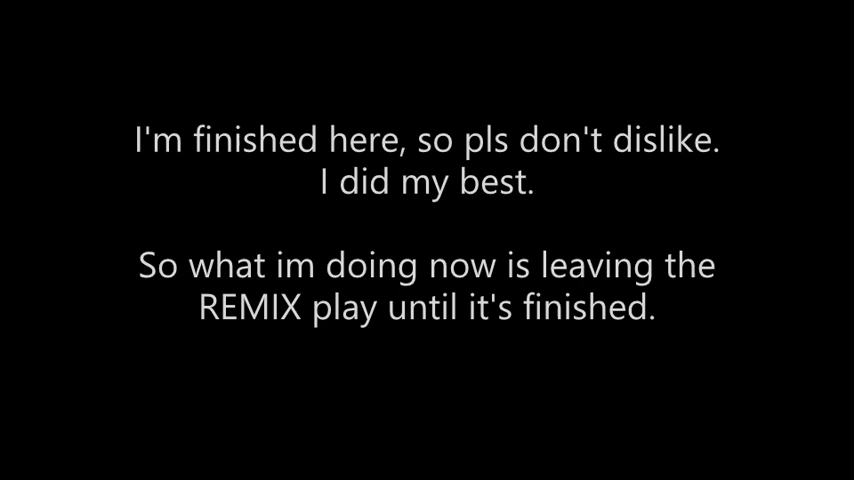 I'm finished here, so pls don't dislike.
I did my best.
So what im doing now is leaving the
REMIX play until it's finished.